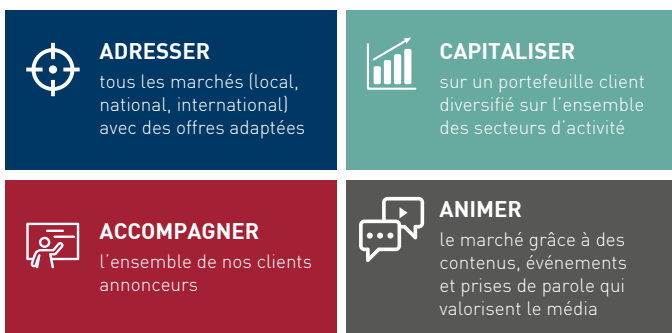 ADRESSER
tous les marchés (local,
national, international)
avec des offres adaptées
CAPITALISER
sur un portefeuille client
diversifié sur l'ensemble
des secteurs d'activité
ACCOMPAGNER
l'ensemble de nos clients
annonceurs
ANIMER
le marché grâce à des
contenus, événements
et prises de parole qui
valorisent le média